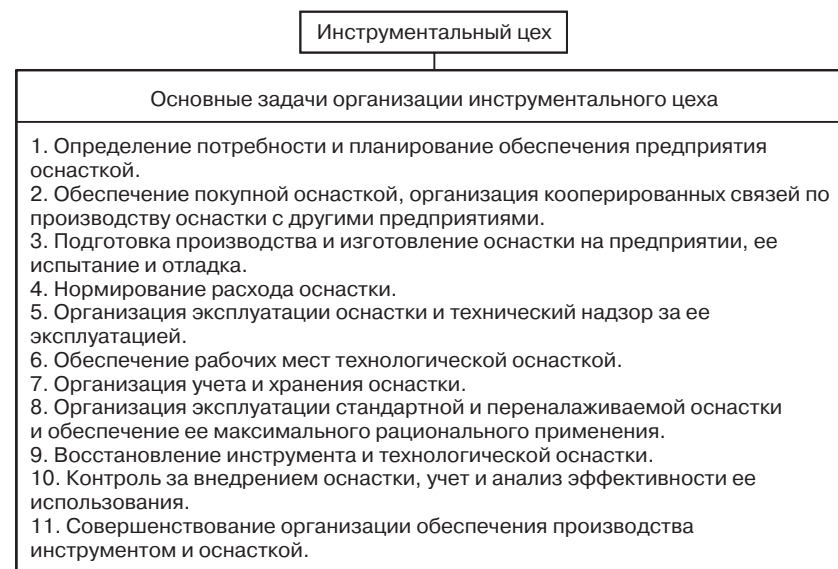 Инструментальный цех
Основные задачи организации инструментального цеха
1. Определение потребности и планирование обеспечения предприятия
оснасткой.
2. Обеспечение покупной оснасткой, организация кооперированных связей по
производству оснастки с другими предприятиями.
3. Подготовка производства и изготовление оснастки на предприятии, ее
испытание и отладка.
4. Нормирование расхода оснастки.
5. Организация эксплуатации оснастки и технический надзор за ее
эксплуатацией.
6. Обеспечение рабочих мест технологической оснасткой.
7. Организация учета и хранения оснастки.
8. Организация эксплуатации стандартной и переналаживаемой оснастки
и обеспечение ее максимального рационального применения.
9. Восстановление инструмента и технологической оснастки.
10. Контроль за внедрением оснастки, учет и анализ эффективности ее
использования.
11. Совершенствование организации обеспечения производства
инструментом и оснасткой.